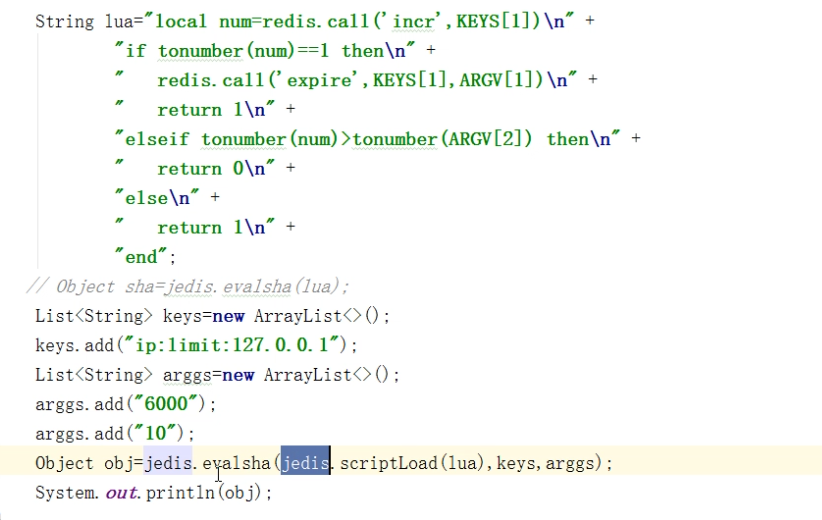 String lua="local num=redis.call('incr',KEYS[1])\n" +
"if tonumber(num)==1 then\n" +
"   redis.call('expire',KEYS[1],ARGV[1])\n" +
"   return 1\n" +
"elseif tonumber(num)>tonumber(ARGV[2]) then\n" +
"   return 0\n" +
"else\n" +
"   return 1\n" +
"end";
// Object sha=jedis.evalsha(lua);
List<String> keys=new ArrayList<>();
keys.add("ip:limit:127.0.0.1");
List<String> arggs=new ArrayList<>();
arggs.add("6000");
arggs.add("10");
Object obj=jedis.evalsha(jedis.scriptLoad(lua),keys,arggs);
System.out.println(obj);